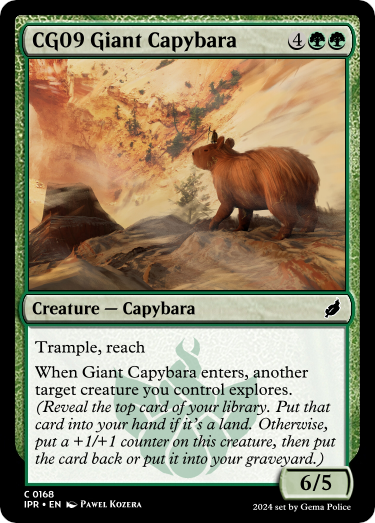 CG09 Giant Capybara 4
Creature — Capybara
Trample, reach
When Giant Capybara enters, another
target creature you control explores.
(Reveal the top card of your library. Put that
card into your hand if it's a land. Otherwise,
put a +1/+1 counter on this creature, then put
the card back or put it into your graveyard.)
6/5
C 0168
IPR • EN Pawel Kozera
2024 set by Gema Police